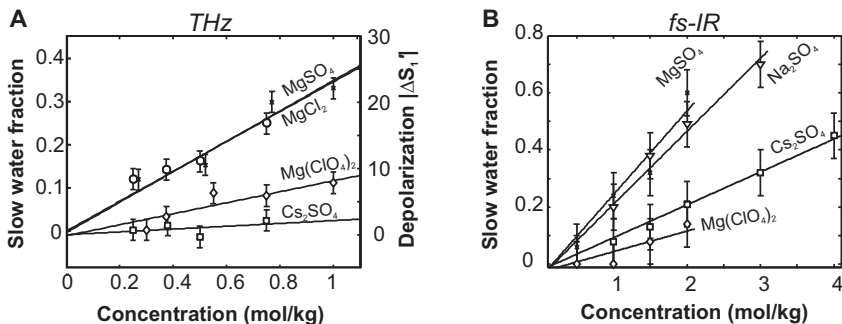 A
THz
Slow water fraction
0.4
0.3
0.2
0.1
0
MgSO₄
MgCl₂
Mg(ClO₄)₂
Cs₂SO₄
30
20
10
0
Depolarization |ΔS₁'|
0 0.2 0.4 0.6 0.8 1
Concentration (mol/kg)
B
fs-IR
Slow water fraction
0.8
0.6
0.4
0.2
0
MgSO₄
Na₂SO₄
Cs₂SO₄
Mg(ClO₄)₂
0 1 2 3 4
Concentration (mol/kg)